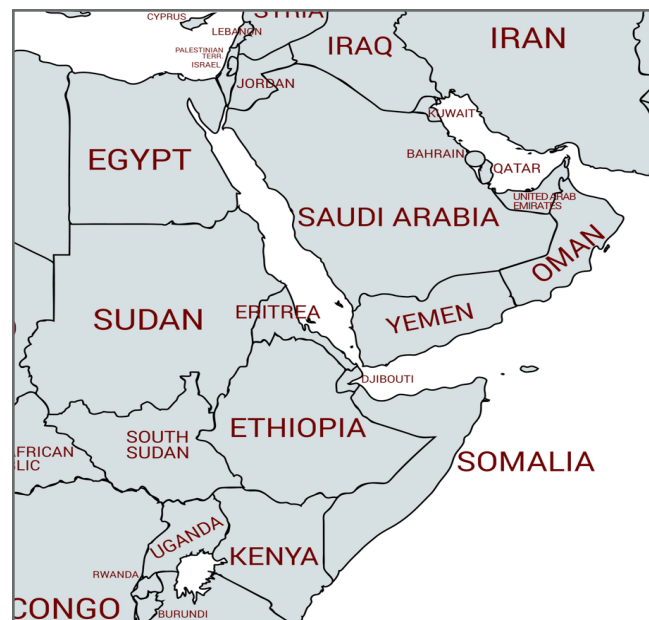 CYPRUS
SYRIA
LEBANON
IRAQ
IRAN
PALESTINIAN
TERR.
ISRAEL
JORDAN
KUWAIT
EGYPT
BAHRAIN
QATAR
SAUDI ARABIA
UNITED ARAB
EMIRATES
OMAN
ERITREA
SUDAN
YEMEN
DJIBOUTI
ETHIOPIA
SOUTH
SUDAN
AFRICAN
LIC
SOMALIA
UGANDA
KENYA
RWANDA
CONGO
BURUNDI